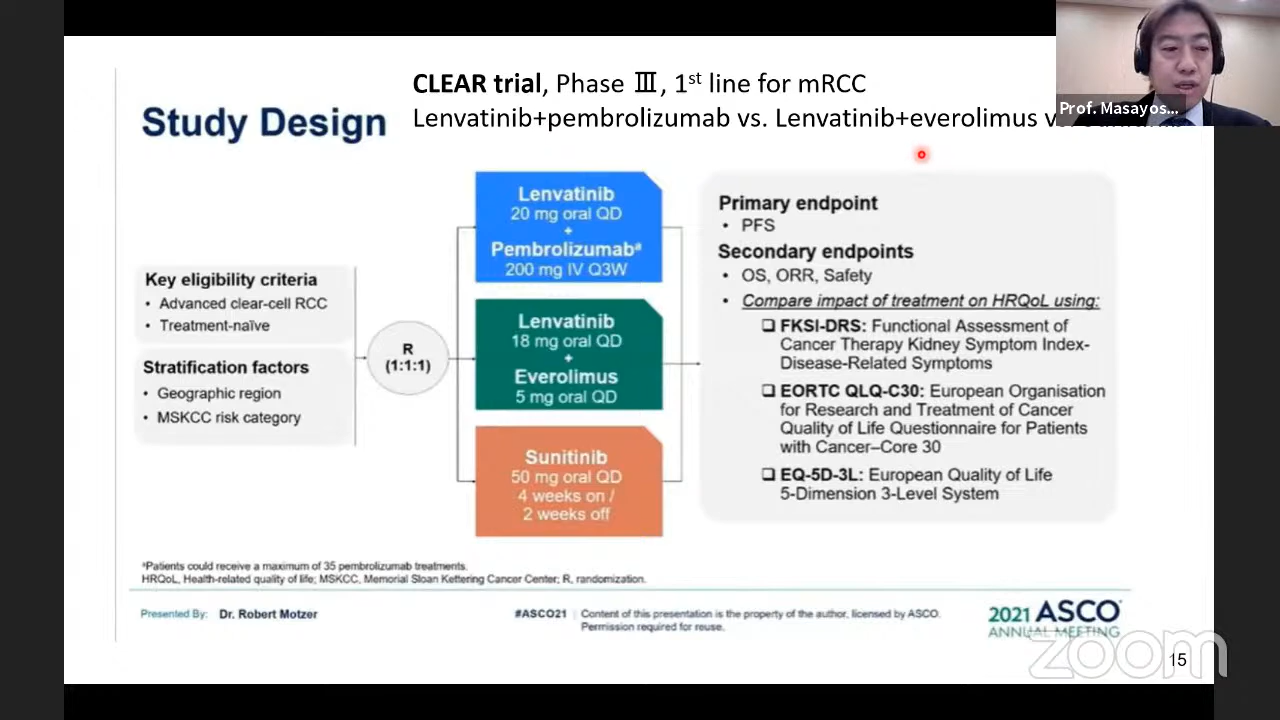 CLEAR trial, Phase Ⅲ, 1st line for mRCC
Lenvatinib+pembrolizumab vs. Lenvatinib+everolimus v
Prof. Masayos...
Study Design
Key eligibility criteria
• Advanced clear-cell RCC
• Treatment-naïve
Stratification factors
• Geographic region
• MSKCC risk category
R
(1:1:1)
Lenvatinib
20 mg oral QD
+
Pembrolizumabª
200 mg IV Q3W
Lenvatinib
18 mg oral QD
+
Everolimus
5 mg oral QD
Sunitinib
50 mg oral QD
4 weeks on /
2 weeks off
Primary endpoint
• PFS
Secondary endpoints
• OS, ORR, Safety
• Compare impact of treatment on HRQoL using:
❑ FKSI-DRS: Functional Assessment of
Cancer Therapy Kidney Symptom Index-
Disease-Related Symptoms
❑ EORTC QLQ-C30: European Organisation
for Research and Treatment of Cancer
Quality of Life Questionnaire for Patients
with Cancer–Core 30
❑ EQ-5D-3L: European Quality of Life
5-Dimension 3-Level System
ªPatients could receive a maximum of 35 pembrolizumab treatments.
HRQoL, Health-related quality of life; MSKCC, Memorial Sloan Kettering Cancer Center; R, randomization.
Presented By: Dr. Robert Motzer
#ASCO21 | Content of this presentation is the property of the author, licensed by ASCO.
Permission required for reuse.
2021 ASCO
ANNUAL MEETING
zoom
15